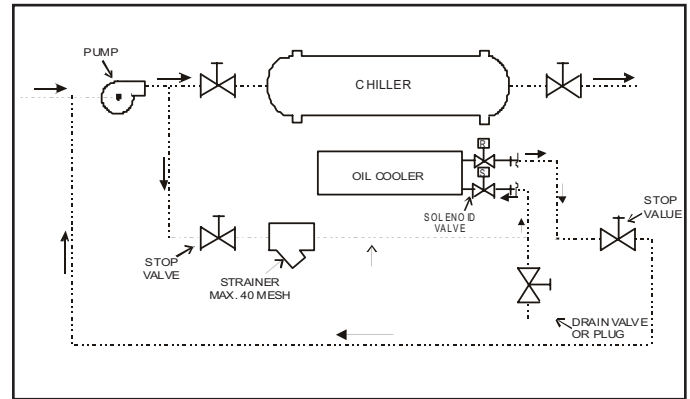 PUMP
CHILLER
R
OIL COOLER
S
SOLENOID
VALVE
STOP
VALUE
STOP
VALVE
STRAINER
MAX. 40 MESH
DRAIN VALVE
OR PLUG